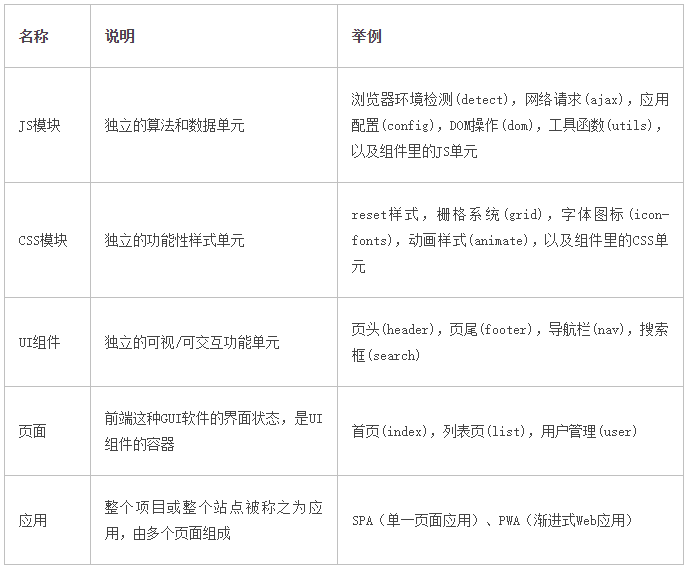 名称
说明
举例
JS模块
独立的算法和数据单元
浏览器环境检测(detect)，网络请求(ajax)，应用
配置(config)，DOM操作(dom)，工具函数(utils)，
以及组件里的JS单元
CSS模块
独立的功能性样式单元
reset样式，栅格系统(grid)，字体图标(icon-
fonts)，动画样式(animate)，以及组件里的CSS单
元
UI组件
独立的可视/可交互功能单元
页头(header)，页尾(footer)，导航栏(nav)，搜索
框(search)
页面
前端这种GUI软件的界面状态，是UI
组件的容器
首页(index)，列表页(list)，用户管理(user)
应用
整个项目或整个站点被称之为应
用，由多个页面组成
SPA（单一页面应用）、PWA（渐进式Web应用）